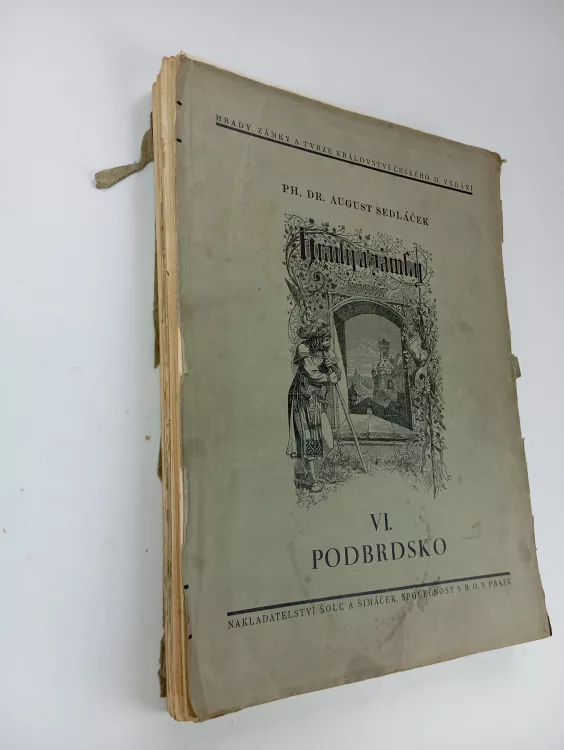 HRADY, ZÁMKY A TVRZE KRÁLOVSTVÍ ČESKÉHO. II. VYDÁNÍ
PH. DR. AUGUST SEDLÁČEK
Hrady a zámky
VI.
PODBRDSKO
NAKLADATELSTVÍ ŠOLC A ŠIMÁČEK SPOLEČNOST S R. O. V PRAZE